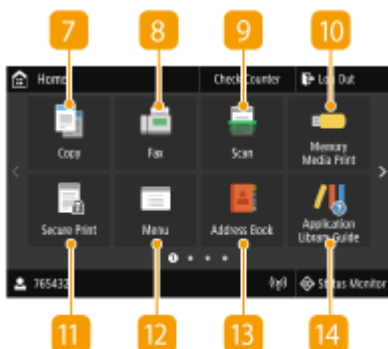 7 8 9 10
Home Check Counter Log Out
Copy Fax Scan Memory
Media Print
Secure Print Menu Address Book Application
Library Guide
765432 Status Monitor
11 12 13 14